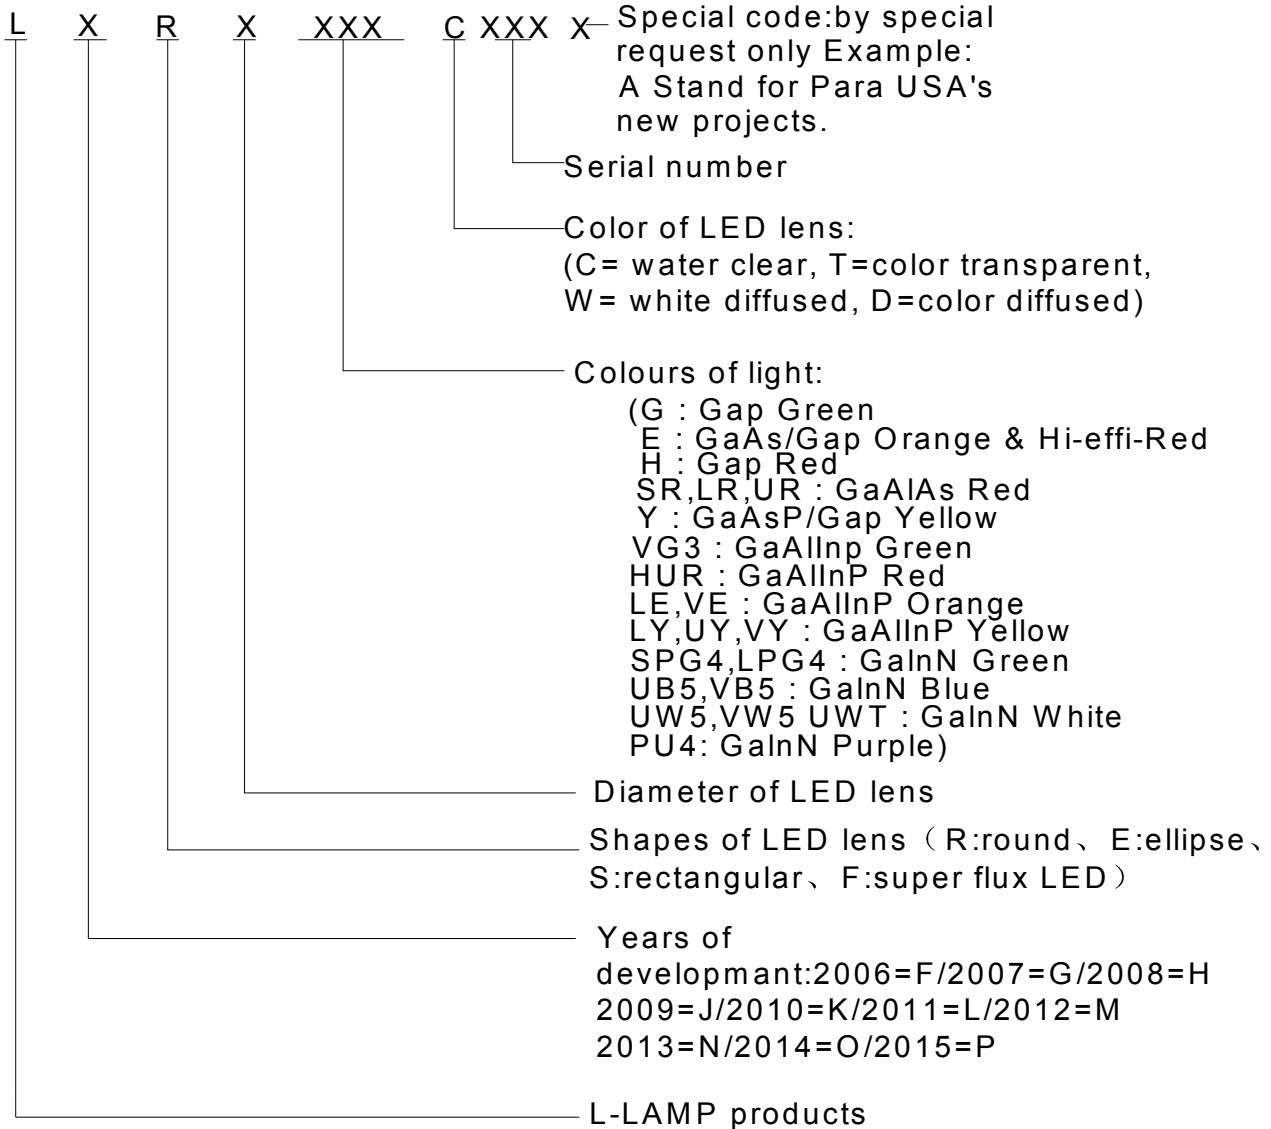 L X R X XXX C XXX X Special code:by special
request only Example:
A Stand for Para USA's
new projects.
Serial number
Color of LED lens:
(C= water clear, T=color transparent,
W= white diffused, D=color diffused)
Colours of light:
(G : Gap Green
E : GaAs/Gap Orange & Hi-effi-Red
H : Gap Red
SR,LR,UR : GaAlAs Red
Y : GaAsP/Gap Yellow
VG3 : GaAlInp Green
HUR : GaAlInP Red
LE,VE : GaAlInP Orange
LY,UY,VY : GaAlInP Yellow
SPG4,LPG4 : GaInN Green
UB5,VB5 : GaInN Blue
UW5,VW5 UWT : GaInN White
PU4: GaInN Purple)
Diameter of LED lens
Shapes of LED lens（R:round、E:ellipse、
S:rectangular、F:super flux LED）
Years of
developmant:2006=F/2007=G/2008=H
2009=J/2010=K/2011=L/2012=M
2013=N/2014=O/2015=P
L-LAMP products